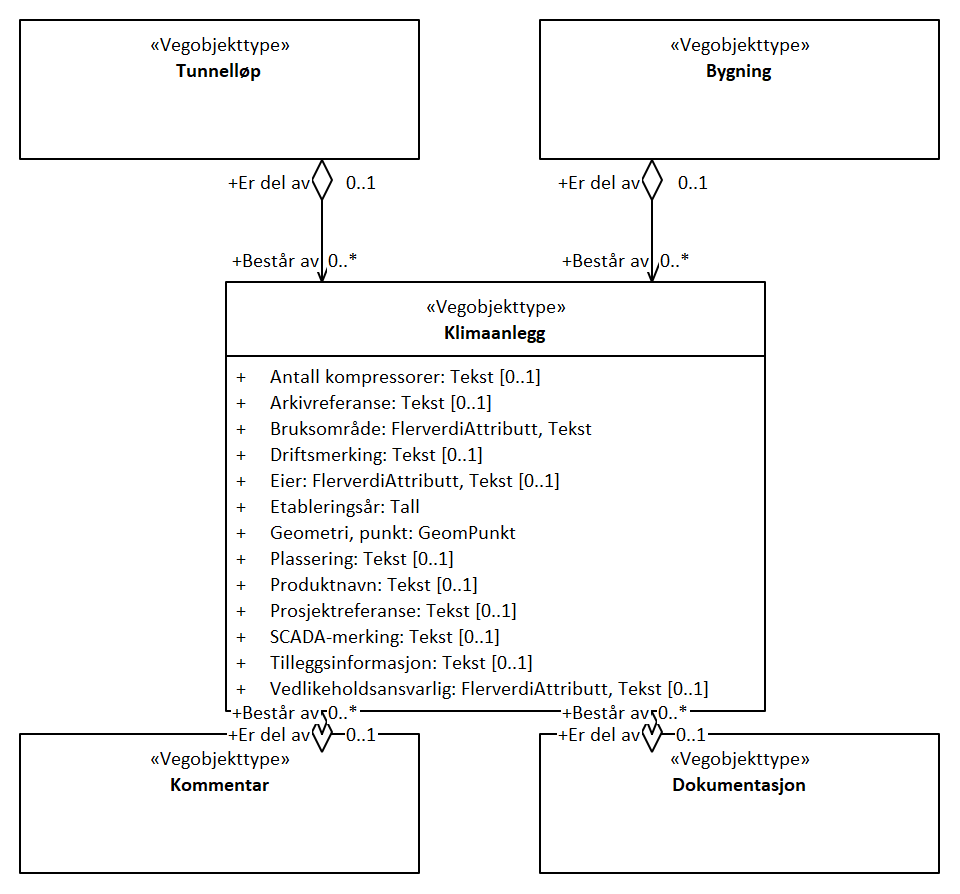 «Vegobjekttype»
Tunnelløp
«Vegobjekttype»
Bygning
+Er del av 0..1
+Er del av 0..1
+Består av 0..*
+Består av 0..*
«Vegobjekttype»
Klimaanlegg
+ Antall kompressorer: Tekst [0..1]
+ Arkivreferanse: Tekst [0..1]
+ Bruksområde: FlerverdiAttributt, Tekst
+ Driftsmerking: Tekst [0..1]
+ Eier: FlerverdiAttributt, Tekst [0..1]
+ Etableringsår: Tall
+ Geometri, punkt: GeomPunkt
+ Plassering: Tekst [0..1]
+ Produktnavn: Tekst [0..1]
+ Prosjektreferanse: Tekst [0..1]
+ SCADA-merking: Tekst [0..1]
+ Tilleggsinformasjon: Tekst [0..1]
+ Vedlikeholdsansvarlig: FlerverdiAttributt, Tekst [0..1]
+Består av 0..*
+Består av 0..*
+Er del av 0..1
+Er del av 0..1
«Vegobjekttype»
Kommentar
«Vegobjekttype»
Dokumentasjon